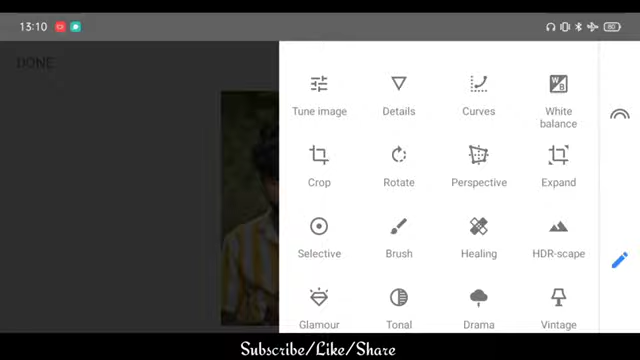 13:10
60
DONE
Tune image Details Curves White balance
Crop Rotate Perspective Expand
Selective Brush Healing HDR-scape
Glamour Tonal Drama Vintage
Subscribe/Like/Share